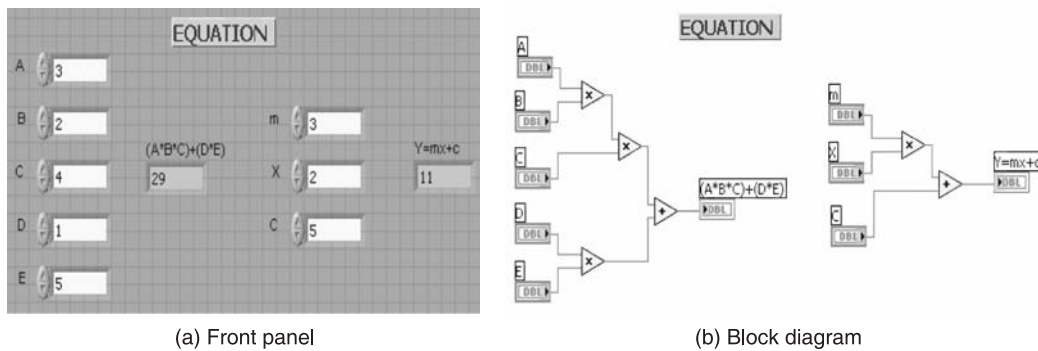 EQUATION
A 3
B 2
C 4
D 1
E 5
(A*B*C)+(D*E)
29
m 3
X 2
C 5
Y=mx+c
11
(a) Front panel
EQUATION
A
DBL
B
DBL
C
DBL
D
DBL
E
DBL
×
×
×
+
(A*B*C)+(D*E)
DBL
m
DBL
X
DBL
C
DBL
×
+
Y=mx+c
DBL
(b) Block diagram